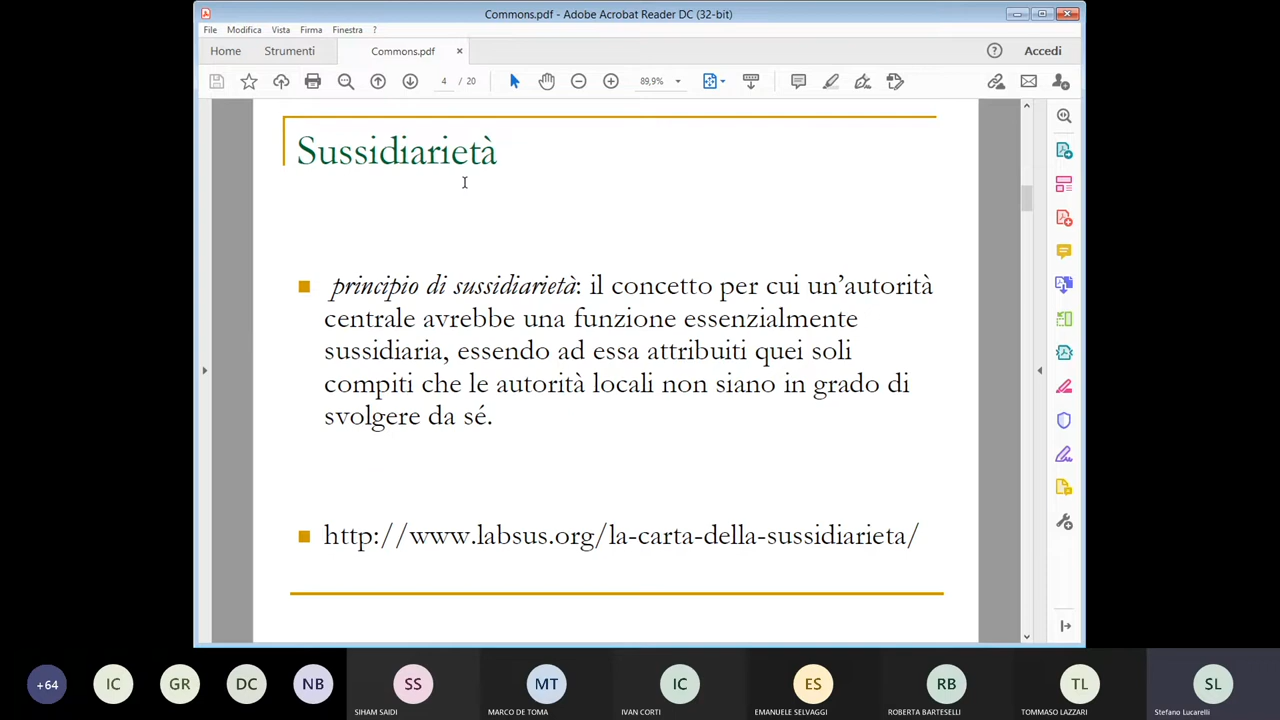 Commons.pdf - Adobe Acrobat Reader DC (32-bit)
File Modifica Vista Firma Finestra ?
Home Strumenti Commons.pdf × ? Accedi
4 / 20 89,9%
Sussidiarietà
principio di sussidiarietà: il concetto per cui un’autorità
centrale avrebbe una funzione essenzialmente
sussidiaria, essendo ad essa attribuiti quei soli
compiti che le autorità locali non siano in grado di
svolgere da sé.
http://www.labsus.org/la-carta-della-sussidiarieta/
+64 IC GR DC NB SS MT IC ES RB TL SL
SIHAM SAIDI MARCO DE TOMA IVAN CORTI EMANUELE SELVAGGI ROBERTA BARTESELLI TOMMASO LAZZARI Stefano Lucarelli